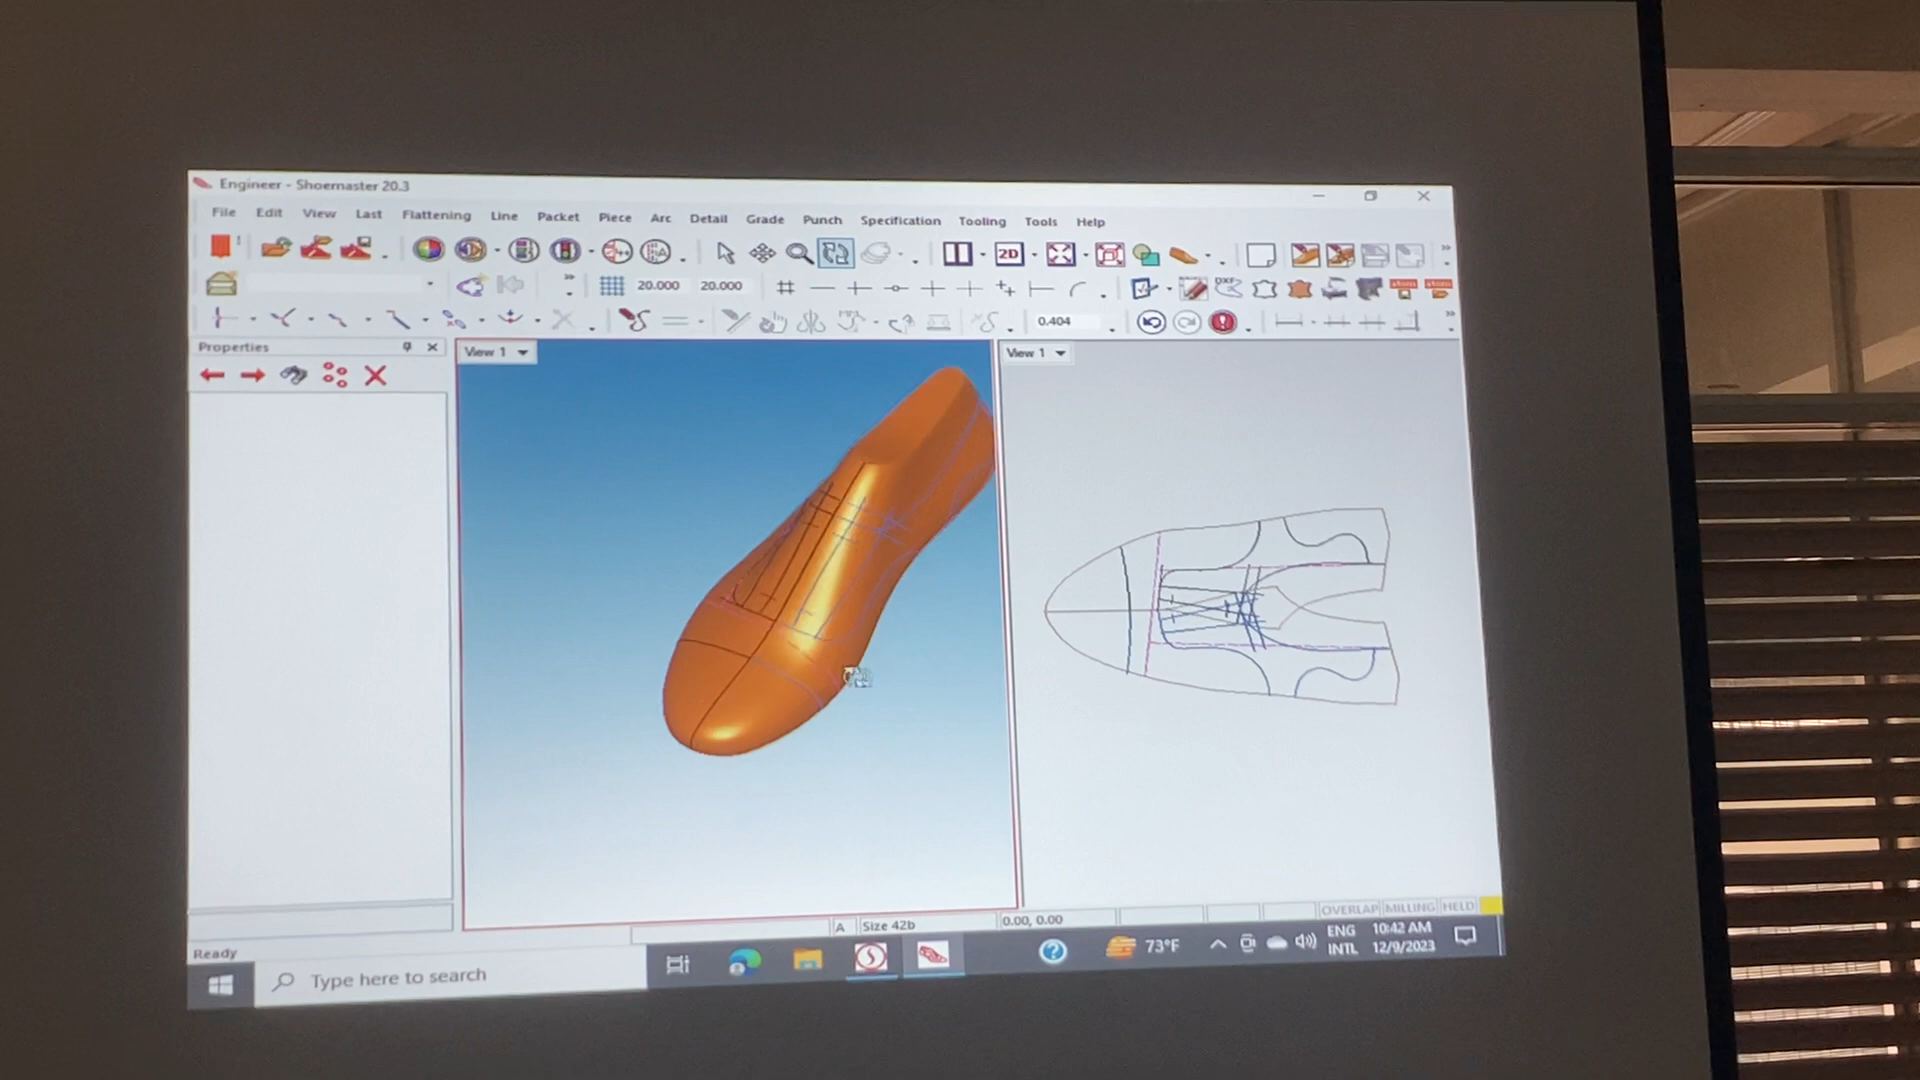 Engineer - Shoemaster 20.3
File Edit View Last Flattening Line Packet Piece Arc Detail Grade Punch Specification Tooling Tools Help
2D
20.000 20.000
DXF
0.404
Properties
View 1
View 1
A Size 42b
0.00, 0.00
OVERLAP MILLING HELD
Ready
Type here to search
73°F
ENG
INTL
10:42 AM
12/9/2023